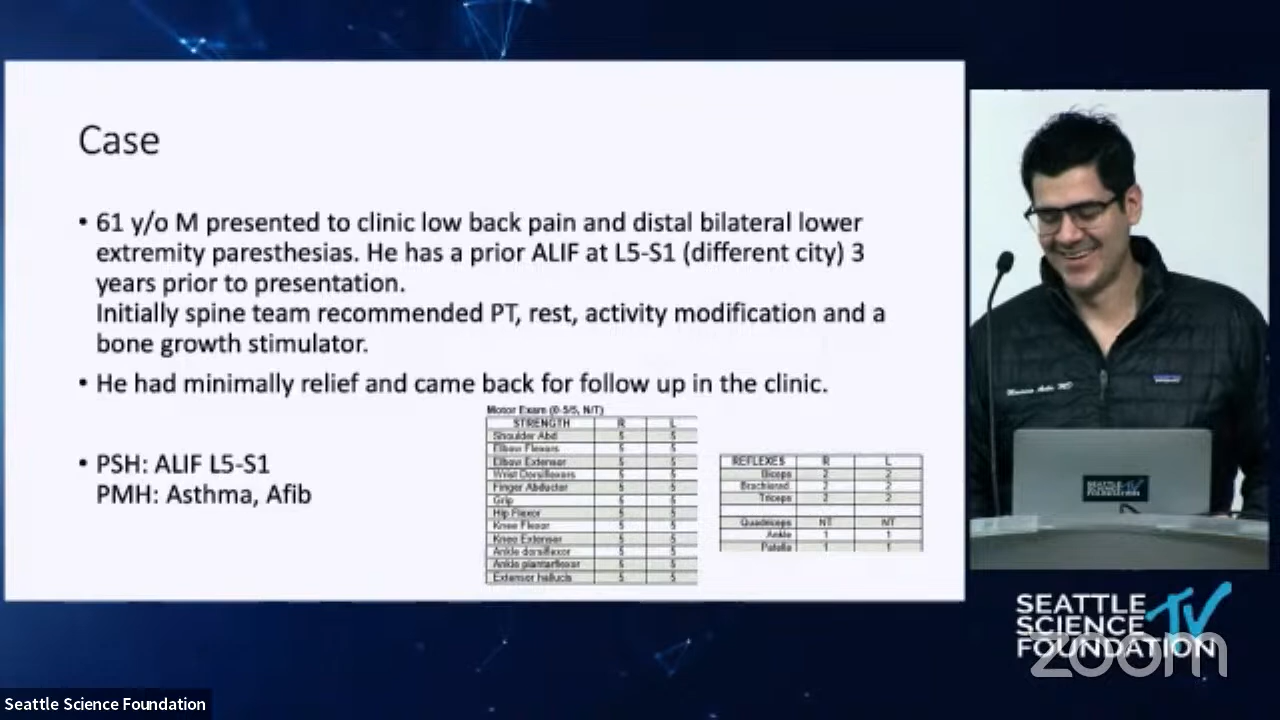 Case
• 61 y/o M presented to clinic low back pain and distal bilateral lower
extremity paresthesias. He has a prior ALIF at L5-S1 (different city) 3
years prior to presentation.
Initially spine team recommended PT, rest, activity modification and a
bone growth stimulator.
• He had minimally relief and came back for follow up in the clinic.
• PSH: ALIF L5-S1
PMH: Asthma, Afib
Motor Exam (0-5/5, N/T)
STRENGTH R L
Shoulder Abd 5 5
Elbow Flexors 5 5
Elbow Extensor 5 5
Wrist Dorsiflexors 5 5
Finger Abductor 5 5
Grip 5 5
Hip Flexor 5 5
Knee Flexor 5 5
Knee Extensor 5 5
Ankle dorsiflexor 5 5
Ankle plantarflexor 5 5
Extensor hallucis 5 5
REFLEXES R L
Biceps 2 2
Brachiorad 2 2
Triceps 2 2
Quadriceps NT NT
Ankle 1 1
Patella 1 1
SEATTLE
SCIENCE TV
FOUNDATION
SEATTLE
SCIENCE TV
FOUNDATION
zoom
Seattle Science Foundation